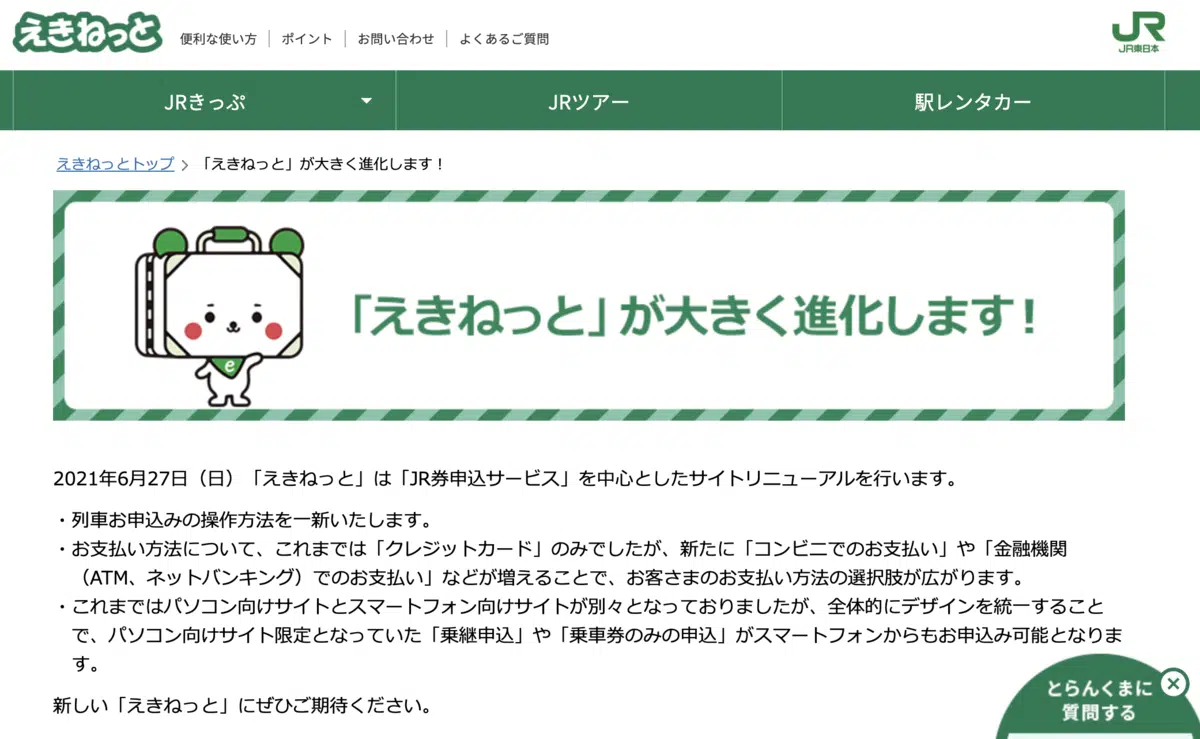 えきねっと
便利な使い方
ポイント
お問い合わせ
よくあるご質問
JR
JR東日本
JRきっぷ
JRツアー
駅レンタカー
えきねっとトップ > 「えきねっと」が大きく進化します！
「えきねっと」が大きく進化します!
e
2021年6月27日（日）「えきねっと」は「JR券申込サービス」を中心としたサイトリニューアルを行います。
・列車お申込みの操作方法を一新いたします。
・お支払い方法について、これまでは「クレジットカード」のみでしたが、新たに「コンビニでのお支払い」や「金融機関
（ATM、ネットバンキング）でのお支払い」などが増えることで、お客さまのお支払い方法の選択肢が広がります。
・これまではパソコン向けサイトとスマートフォン向けサイトが別々となっておりましたが、全体的にデザインを統一すること
で、パソコン向けサイト限定となっていた「乗継申込」や「乗車券のみの申込」がスマートフォンからもお申込み可能となりま
す。
新しい「えきねっと」にぜひご期待ください。
とらんくまに
質問する